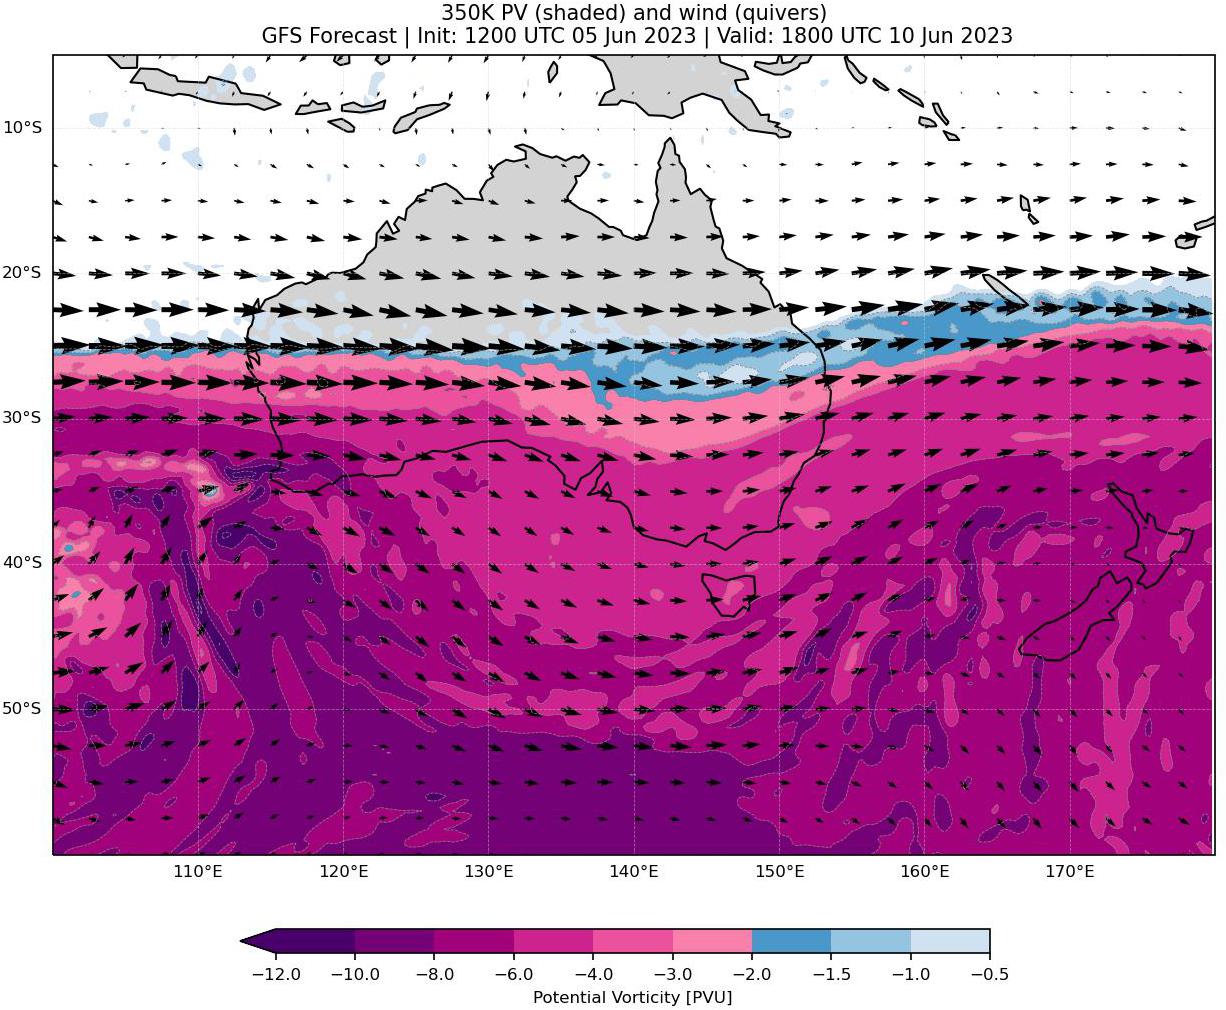 350K PV (shaded) and wind (quivers)
GFS Forecast | Init: 1200 UTC 05 Jun 2023 | Valid: 1800 UTC 10 Jun 2023
10°S
20°S
30°S
40°S
50°S
110°E 120°E 130°E 140°E 150°E 160°E 170°E
−12.0 −10.0 −8.0 −6.0 −4.0 −3.0 −2.0 −1.5 −1.0 −0.5
Potential Vorticity [PVU]